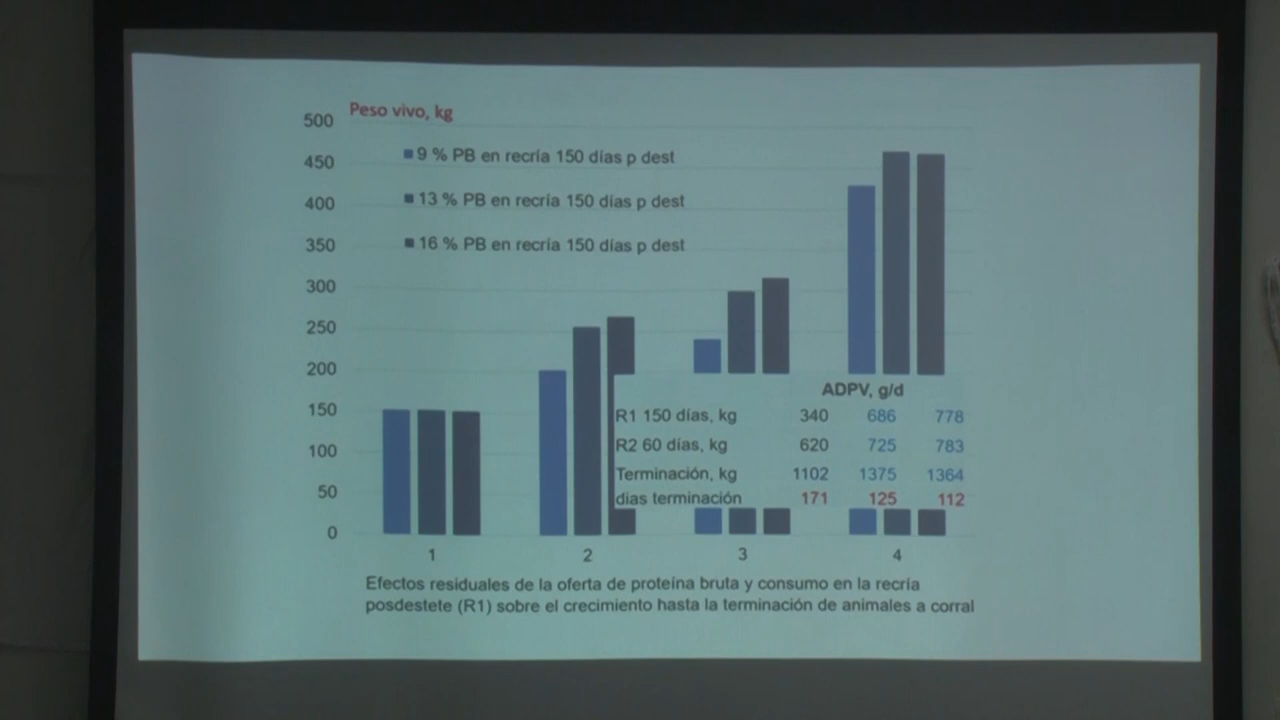 Peso vivo, kg
500
450
400
350
300
250
200
150
100
50
0
9 % PB en recría 150 días p dest
13 % PB en recría 150 días p dest
16 % PB en recría 150 días p dest
ADPV, g/d
R1 150 días, kg 340 686 778
R2 60 días, kg 620 725 783
Terminación, kg 1102 1375 1364
días terminación 171 125 112
1 2 3 4
Efectos residuales de la oferta de proteína bruta y consumo en la recría
posdestete (R1) sobre el crecimiento hasta la terminación de animales a corral